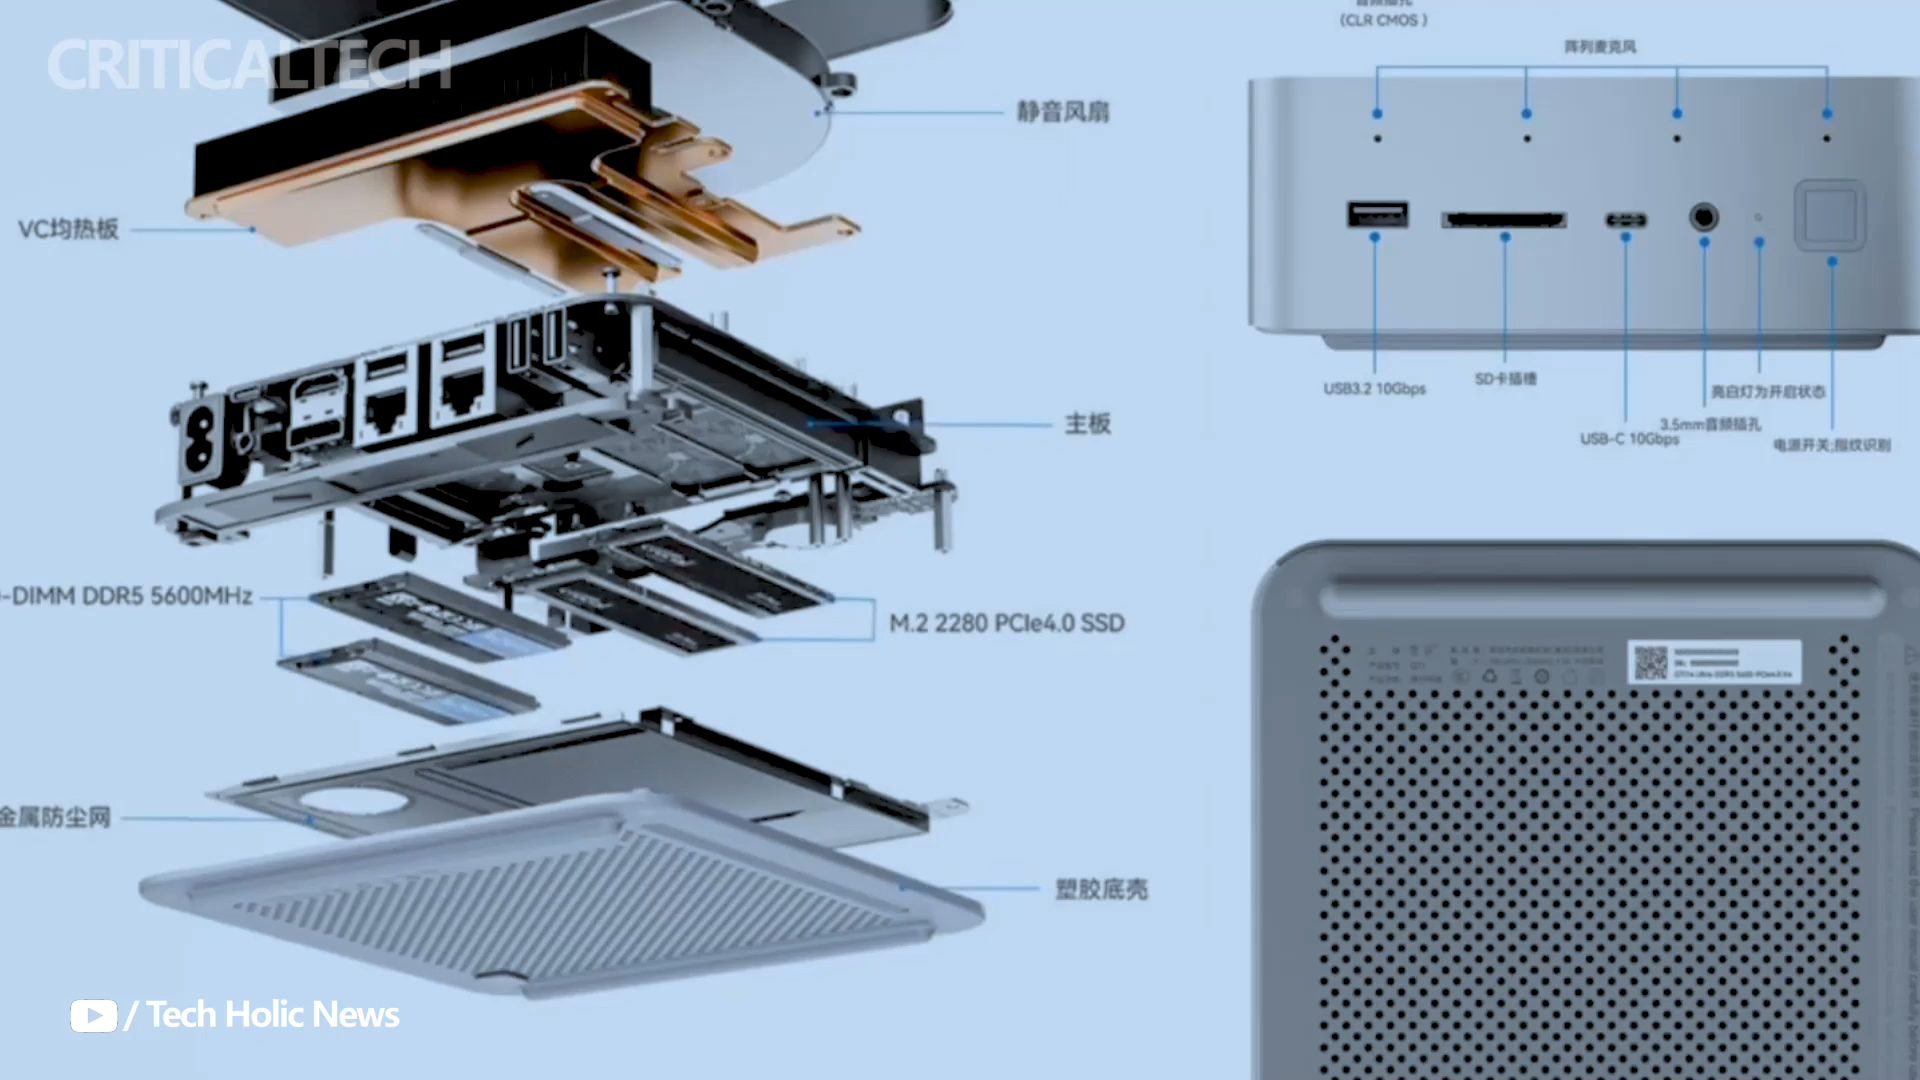 CRITICALTECH
静音风扇
VC均热板
主板
-DIMM DDR5 5600MHz
M.2 2280 PCIe4.0 SSD
金属防尘网
塑胶底壳
/ Tech Holic News
(CLR CMOS )
阵列麦克风
USB3.2 10Gbps
SD卡插槽
亮白灯为开启状态
3.5mm音频插孔
USB-C 10Gbps
电源开关;指纹识别